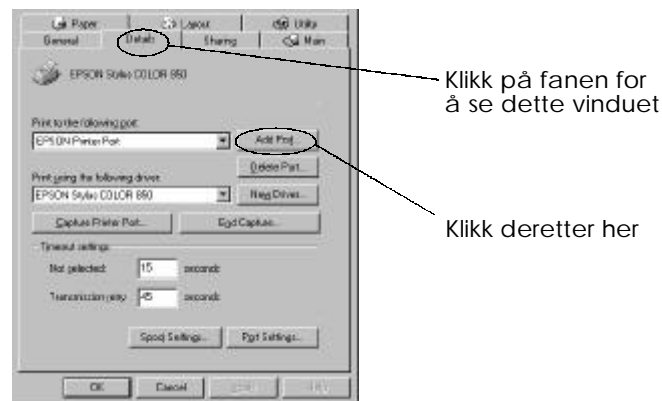 Paper Layout Utility
General Details Sharing Main
EPSON Stylus COLOR 850
Print to the following port:
EPSON Printer Port
Add Port...
Delete Port...
Print using the following driver:
EPSON Stylus COLOR 850
New Driver...
Capture Printer Port...
End Capture...
Timeout settings
Not selected: 15 seconds
Transmission retry: 45 seconds
Spool Settings...
Port Settings...
OK
Cancel
Klikk på fanen for
å se dette vinduet
Klikk deretter her